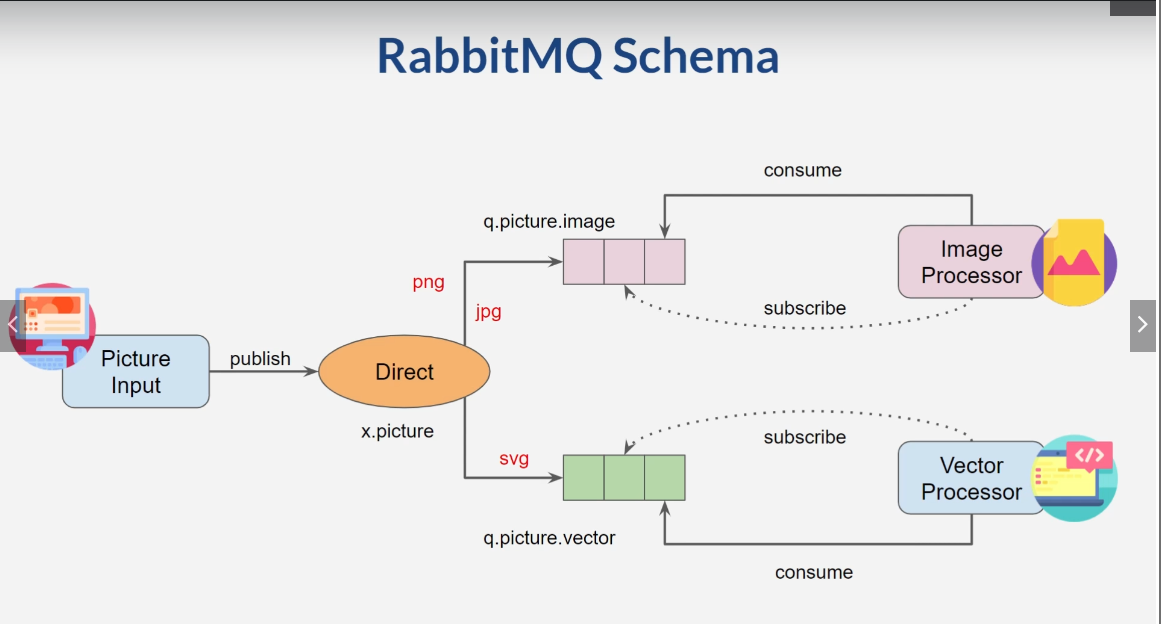 RabbitMQ Schema
consume
q.picture.image
Image
Processor
png
jpg
subscribe
Picture
Input
publish
Direct
x.picture
svg
subscribe
Vector
Processor
</>
q.picture.vector
consume